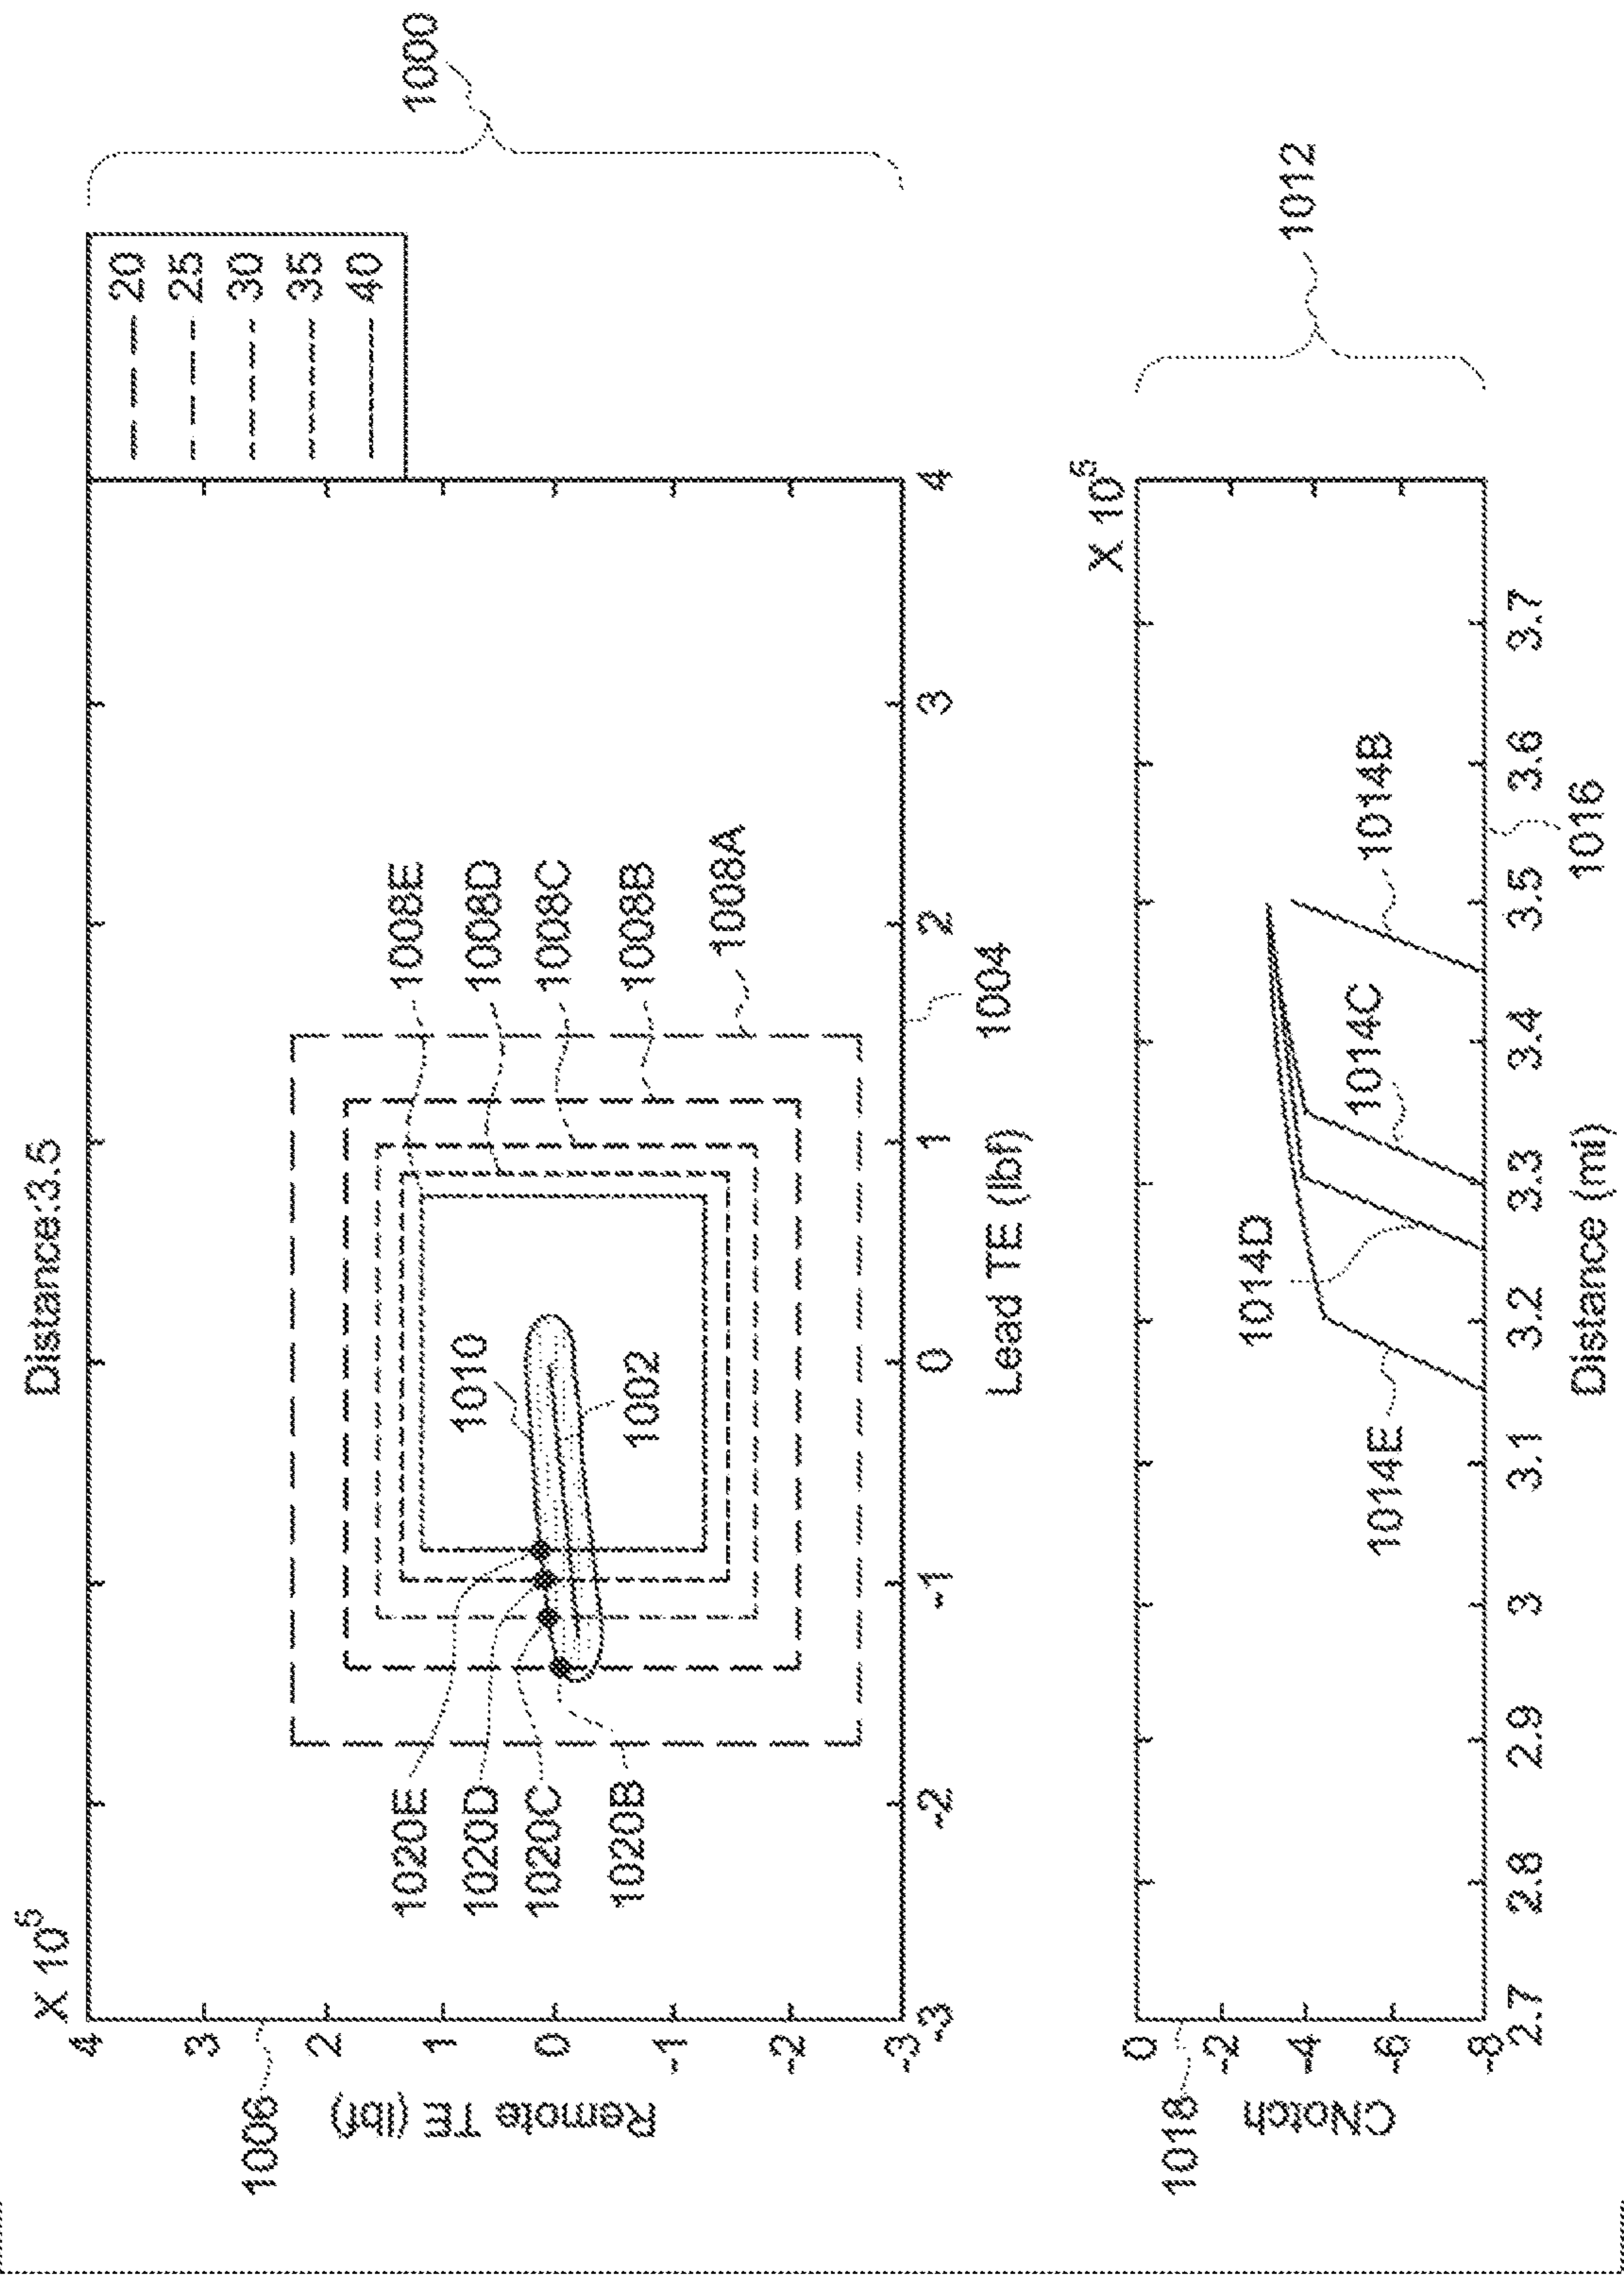 Distance:3.5
X 10^5
4
3
2
1
0
-1
-2
-3
Remote TE (lbf)
1006
-3
-2
-1
0
1
2
3
4
Lead TE (lbf)
1004
20
25
30
35
40
1000
1008E
1008D
1008C
1008B
1008A
1010
1002
1020E
1020D
1020C
1020B
X 10^5
0
-2
-4
-6
-8
CNotch
1018
1014D
1014E
1014C
1014B
2.7
2.8
2.9
3
3.1
3.2
3.3
3.4
3.5
3.6
3.7
Distance (mi)
1016
1012